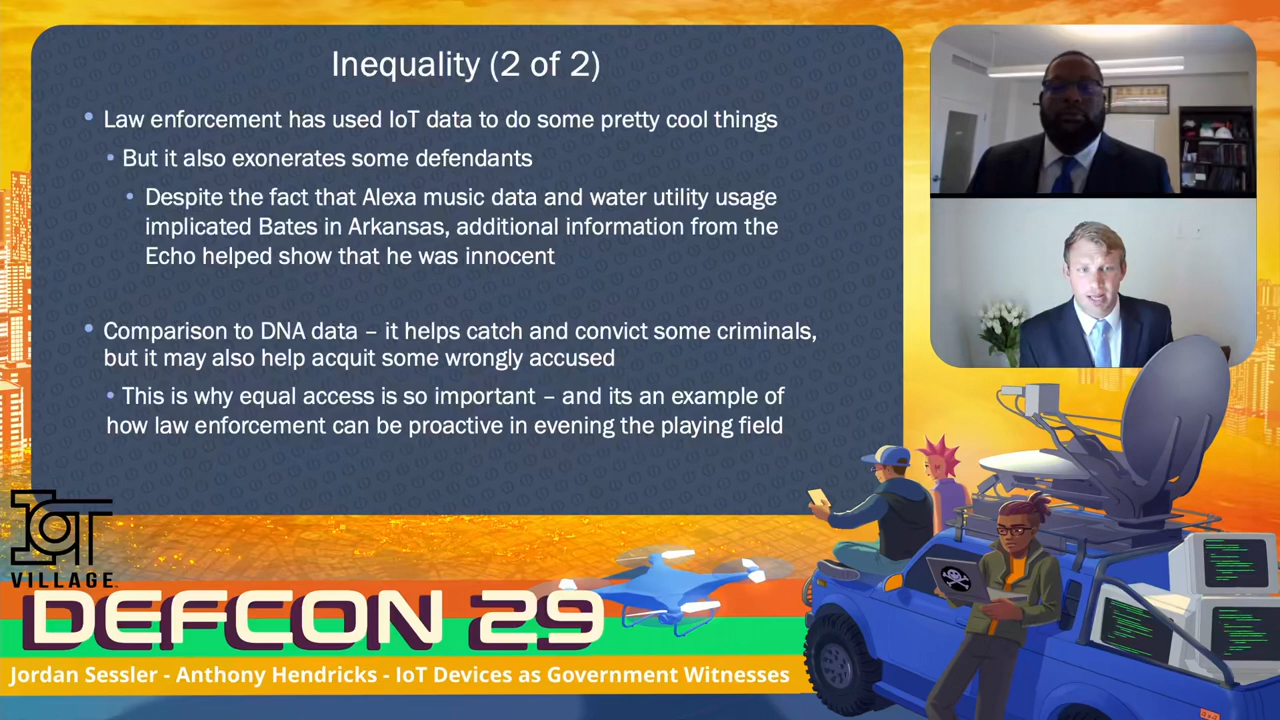 Inequality (2 of 2)
• Law enforcement has used IoT data to do some pretty cool things
• But it also exonerates some defendants
• Despite the fact that Alexa music data and water utility usage
implicated Bates in Arkansas, additional information from the
Echo helped show that he was innocent
• Comparison to DNA data – it helps catch and convict some criminals,
but it may also help acquit some wrongly accused
• This is why equal access is so important – and its an example of
how law enforcement can be proactive in evening the playing field
IoT
VILLAGE
DEFCON 29
Jordan Sessler - Anthony Hendricks - IoT Devices as Government Witnesses